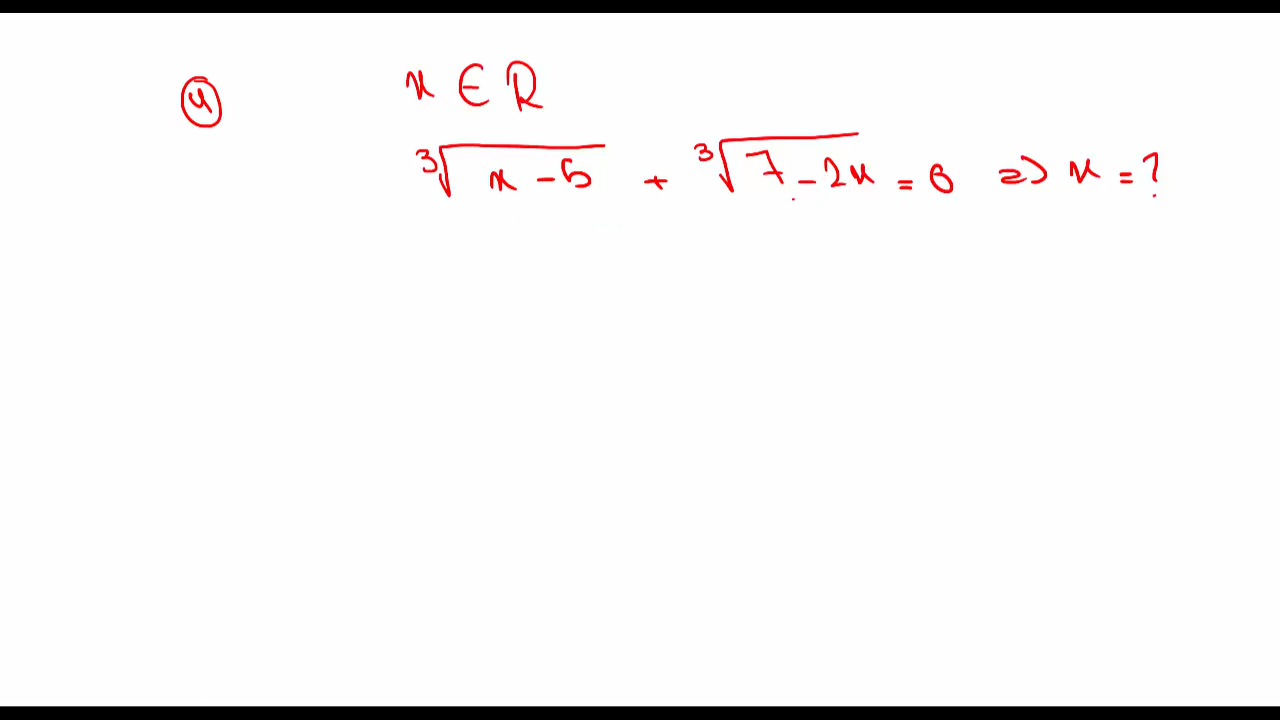 4
x ∈ R
∛(x - 5) + ∛(7 - 2x) = 0 ⇒ x = ?